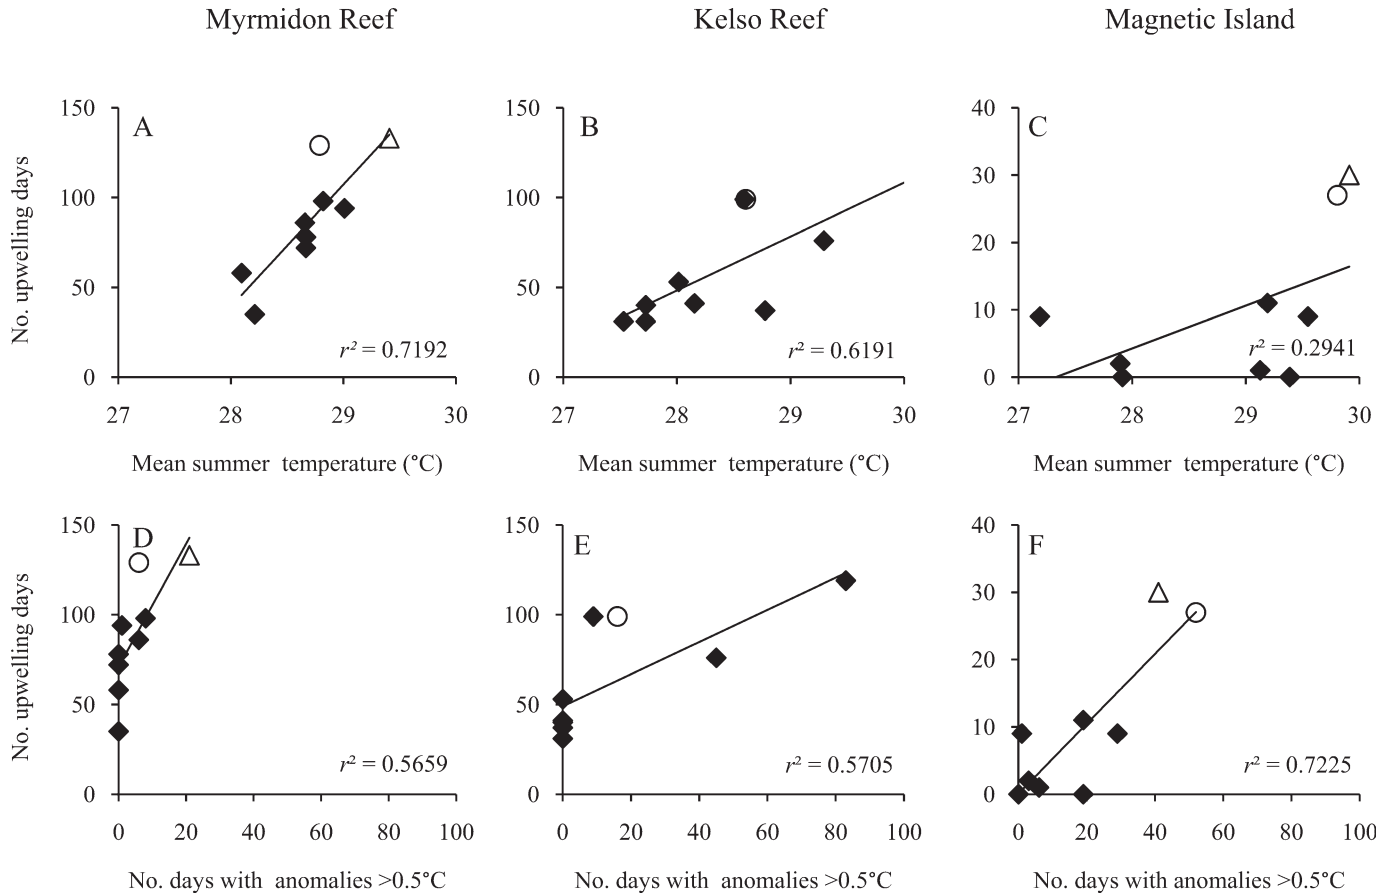 Myrmidon Reef Kelso Reef Magnetic Island
150 150 40
A B C
30
100 100
20
50 50
10
r² = 0.7192 r² = 0.6191 r² = 0.2941
0 0 0
27 28 29 30 27 28 29 30 27 28 29 30
No. upwelling days
Mean summer temperature (°C) Mean summer temperature (°C) Mean summer temperature (°C)
150 150 40
D E F
30
100 100
20
50 50
10
r² = 0.5659 r² = 0.5705 r² = 0.7225
0 0 0
0 20 40 60 80 100 0 20 40 60 80 100 0 20 40 60 80 100
No. upwelling days
No. days with anomalies >0.5°C No. days with anomalies >0.5°C No. days with anomalies >0.5°C